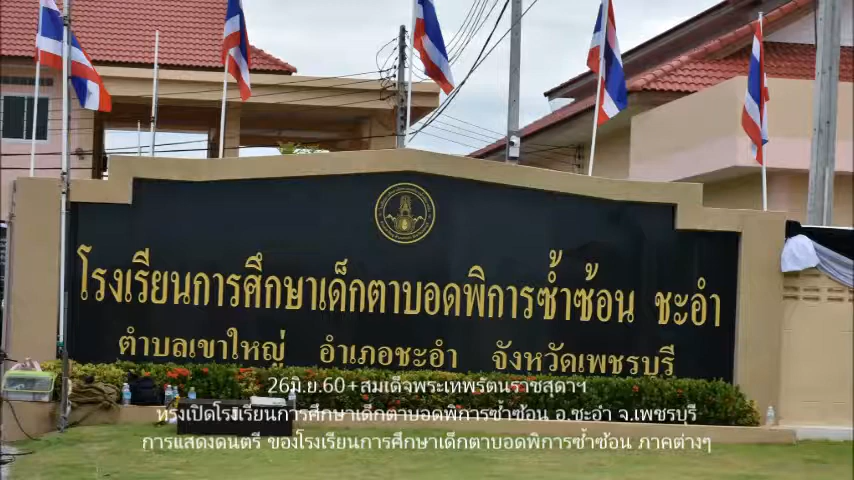 โรงเรียนการศึกษาเด็กตาบอดพิการซ้ำซ้อน ชะอำ
ตำบลเขาใหญ่ อำเภอชะอำ จังหวัดเพชรบุรี
26มิ.ย.60+สมเด็จพระเทพรัตนราชสุดาฯ
ทรงเปิดโรงเรียนการศึกษาเด็กตาบอดพิการซ้ำซ้อน อ.ชะอำ จ.เพชรบุรี
การแสดงดนตรี ของโรงเรียนการศึกษาเด็กตาบอดพิการซ้ำซ้อน ภาคต่างๆ